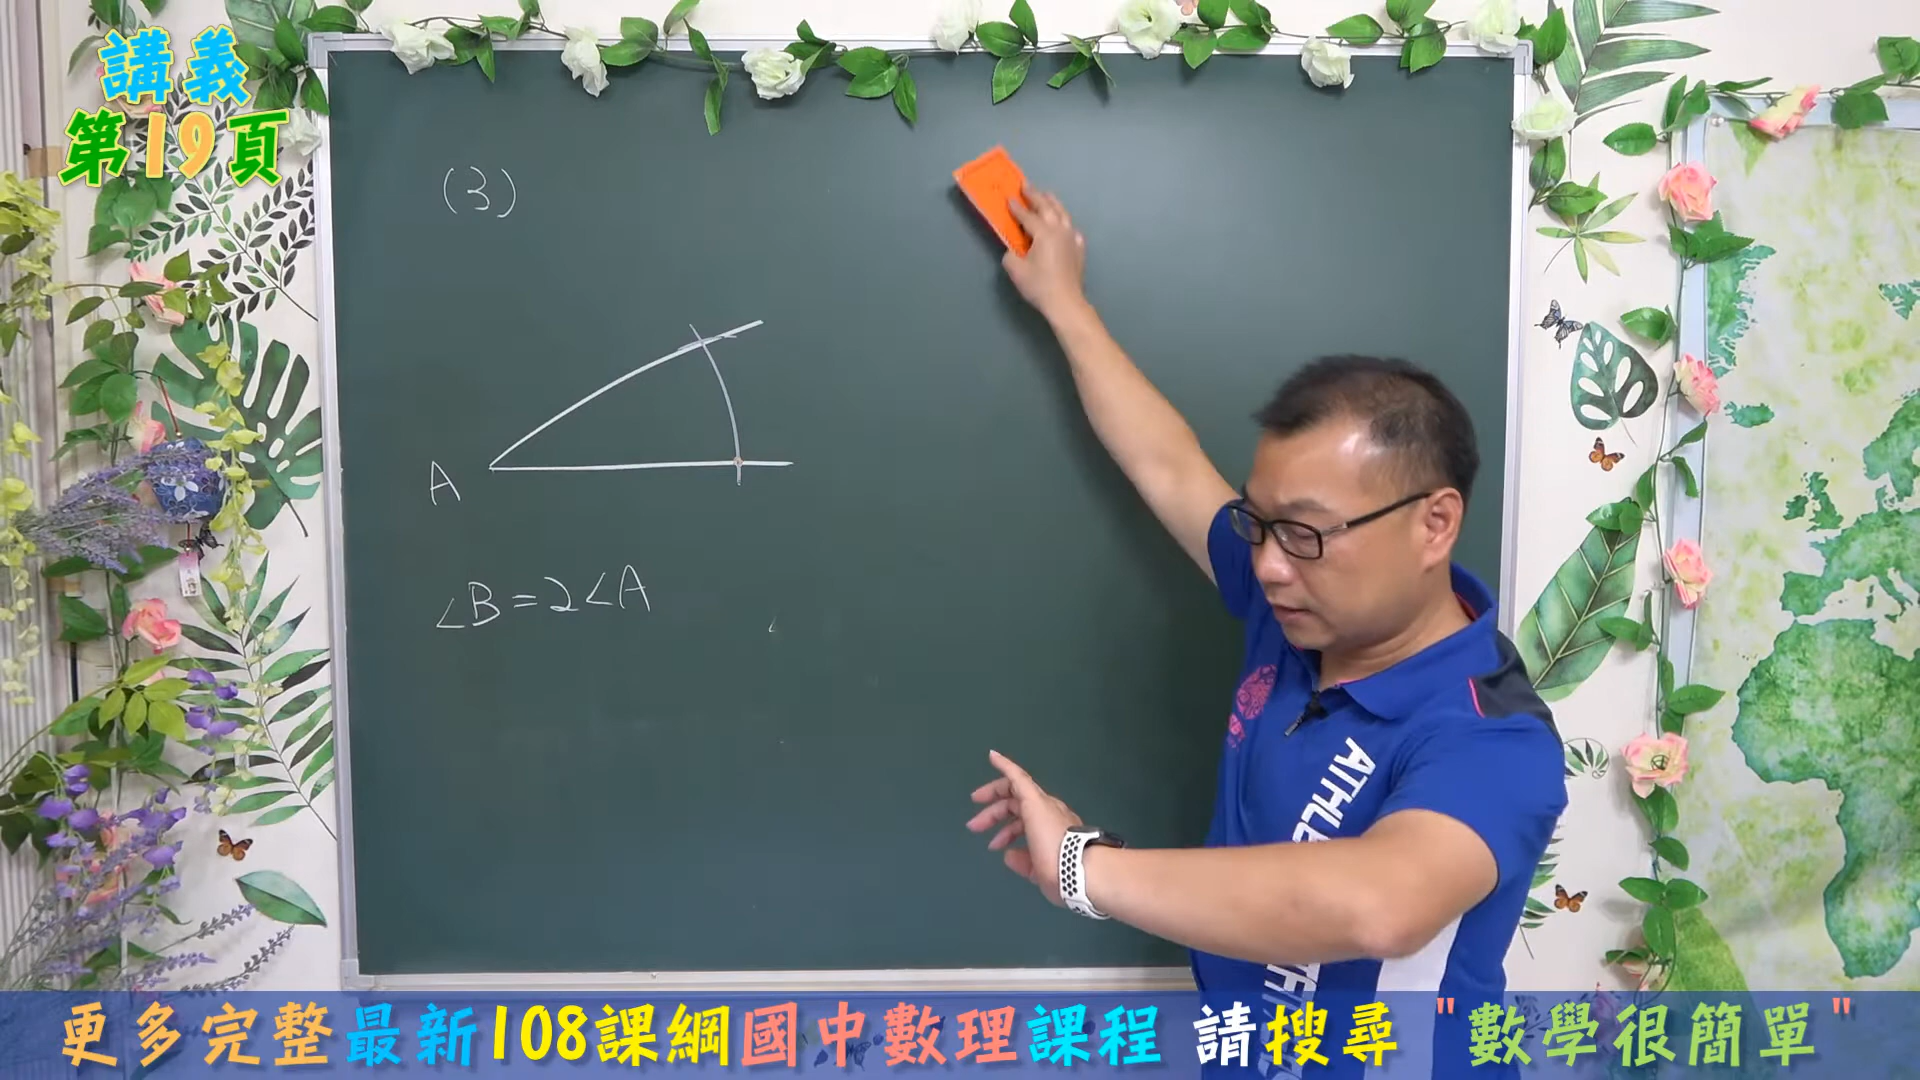 講義
第19頁
(3)
A
∠B=2∠A
更多完整最新108課綱國中數理課程 請搜尋 "數學很簡單"